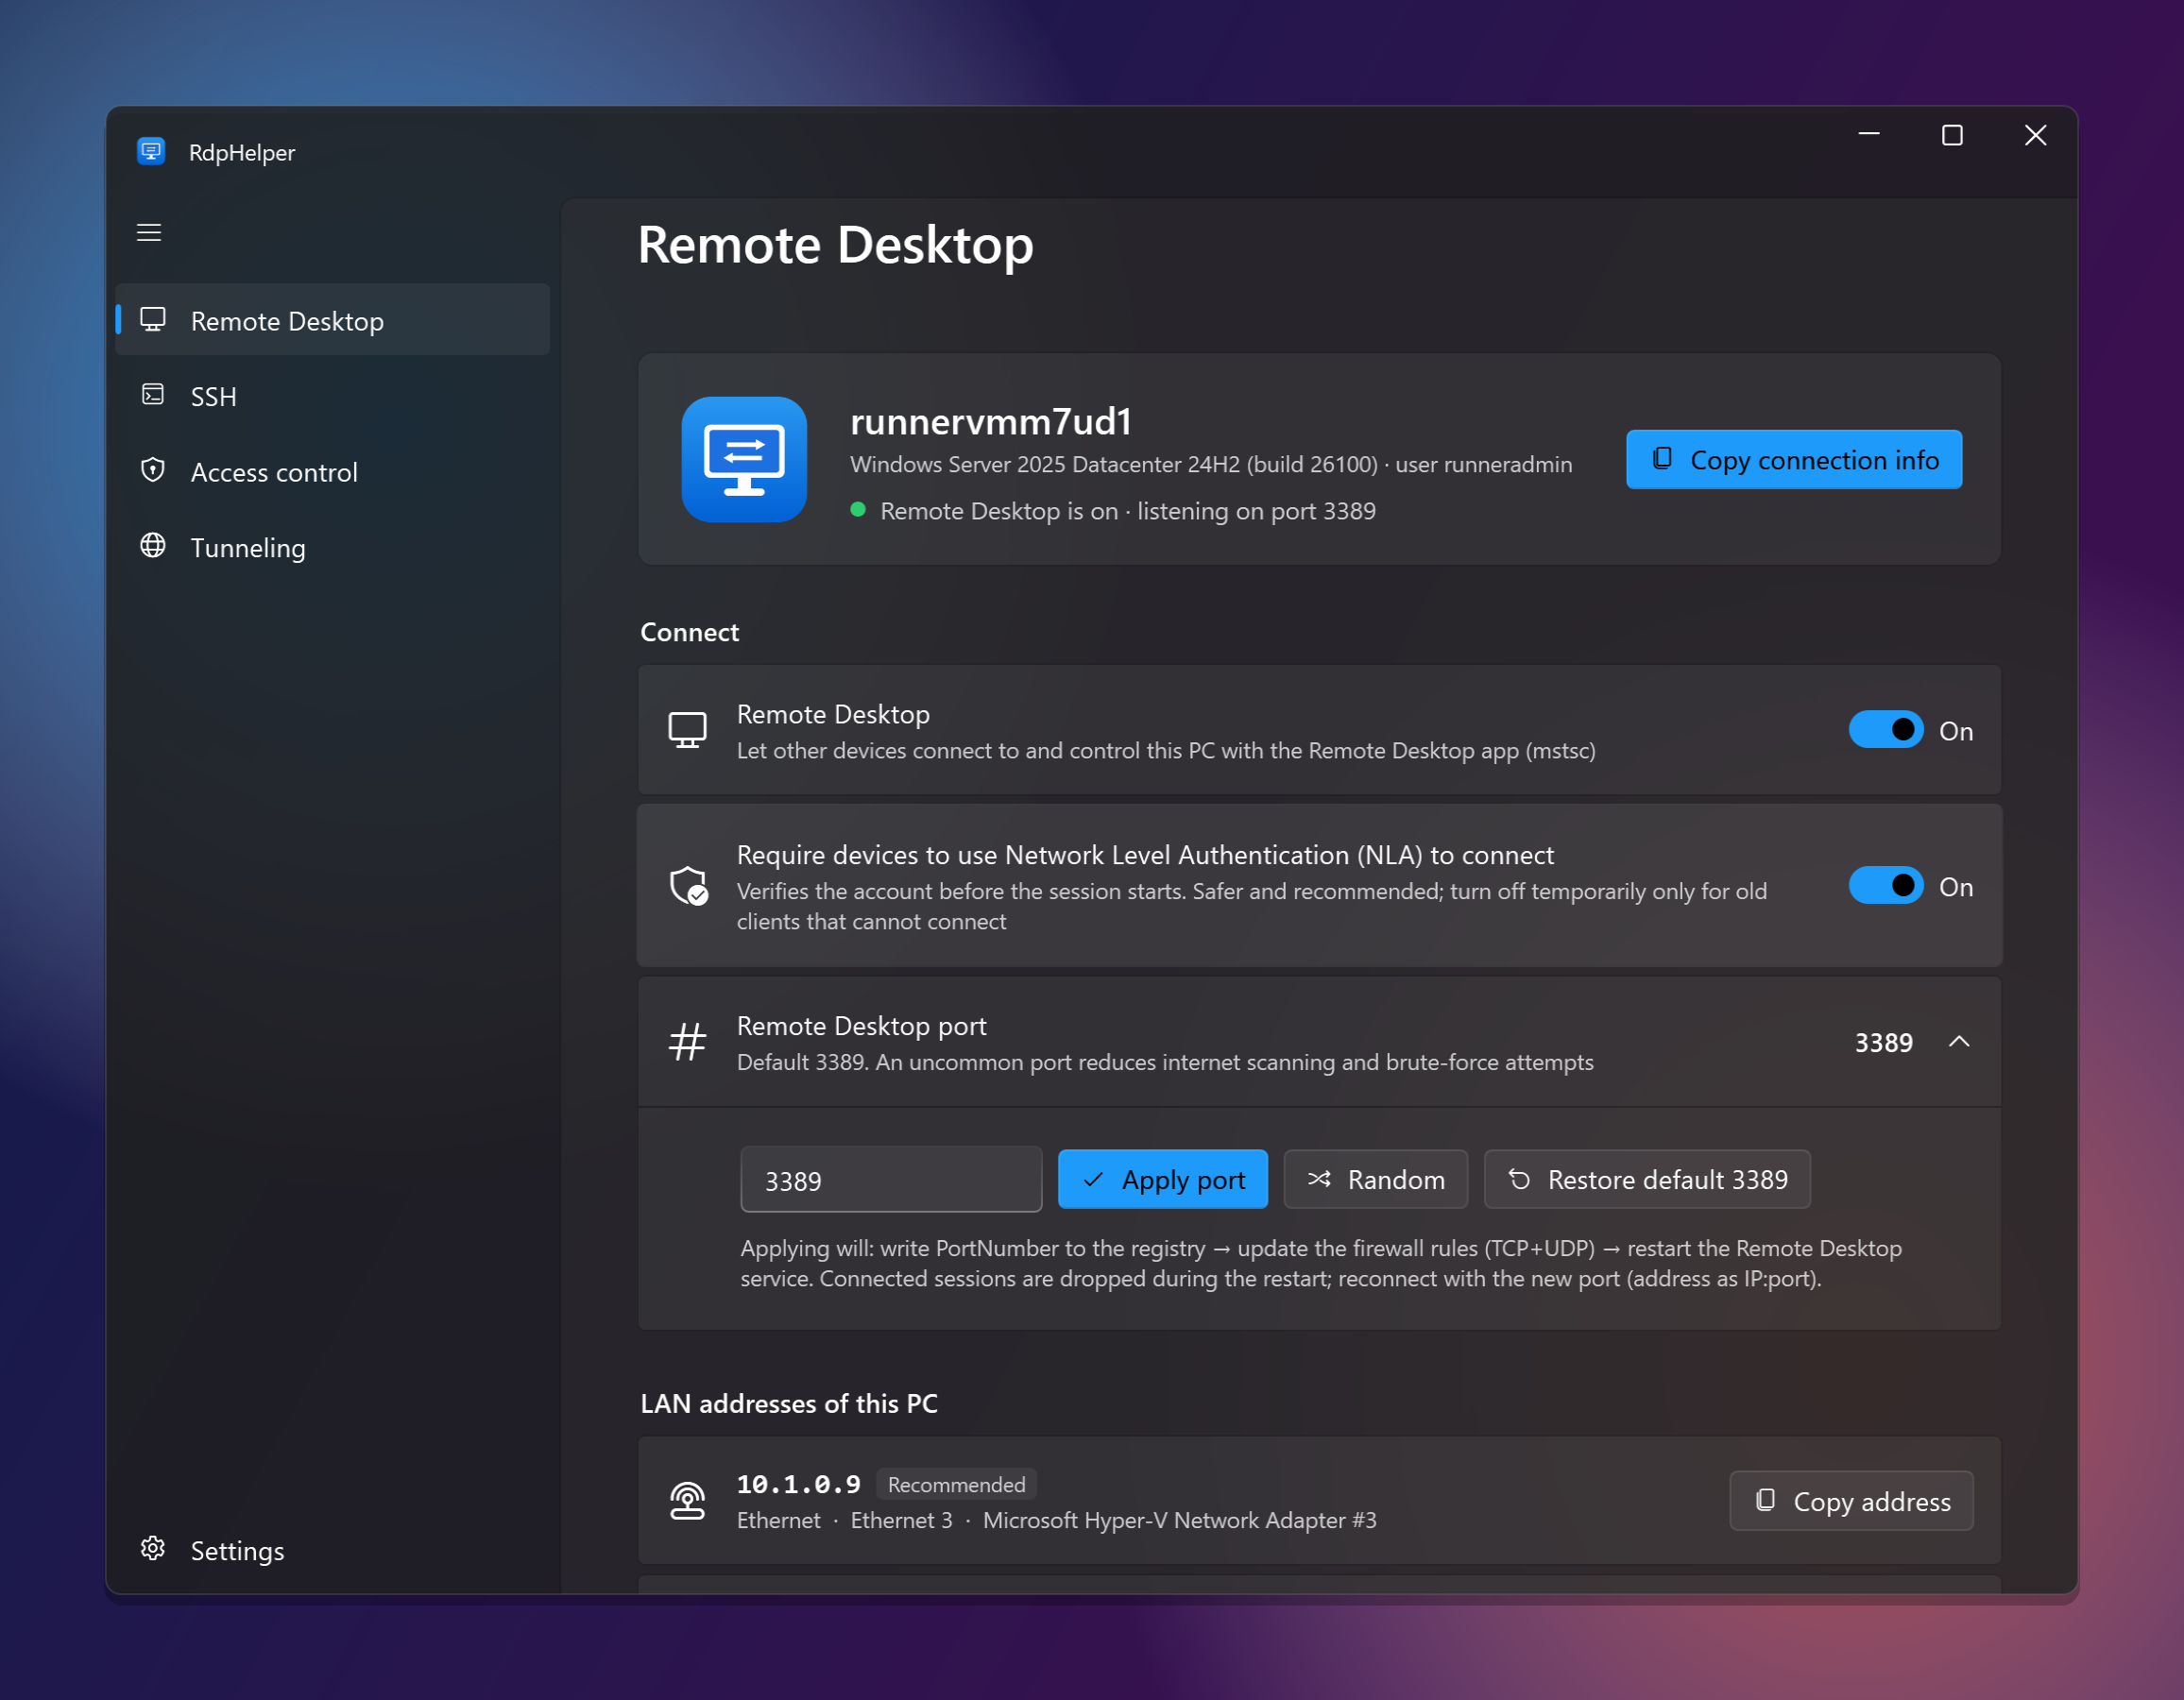 RdpHelper
Remote Desktop
SSH
Access control
Tunneling
Settings
Remote Desktop
runnervmm7ud1
Windows Server 2025 Datacenter 24H2 (build 26100) · user runneradmin
Remote Desktop is on · listening on port 3389
Copy connection info
Connect
Remote Desktop
Let other devices connect to and control this PC with the Remote Desktop app (mstsc)
On
Require devices to use Network Level Authentication (NLA) to connect
Verifies the account before the session starts. Safer and recommended; turn off temporarily only for old
clients that cannot connect
On
Remote Desktop port
Default 3389. An uncommon port reduces internet scanning and brute-force attempts
3389
3389
Apply port
Random
Restore default 3389
Applying will: write PortNumber to the registry → update the firewall rules (TCP+UDP) → restart the Remote Desktop
service. Connected sessions are dropped during the restart; reconnect with the new port (address as IP:port).
LAN addresses of this PC
10.1.0.9 Recommended
Ethernet · Ethernet 3 · Microsoft Hyper-V Network Adapter #3
Copy address